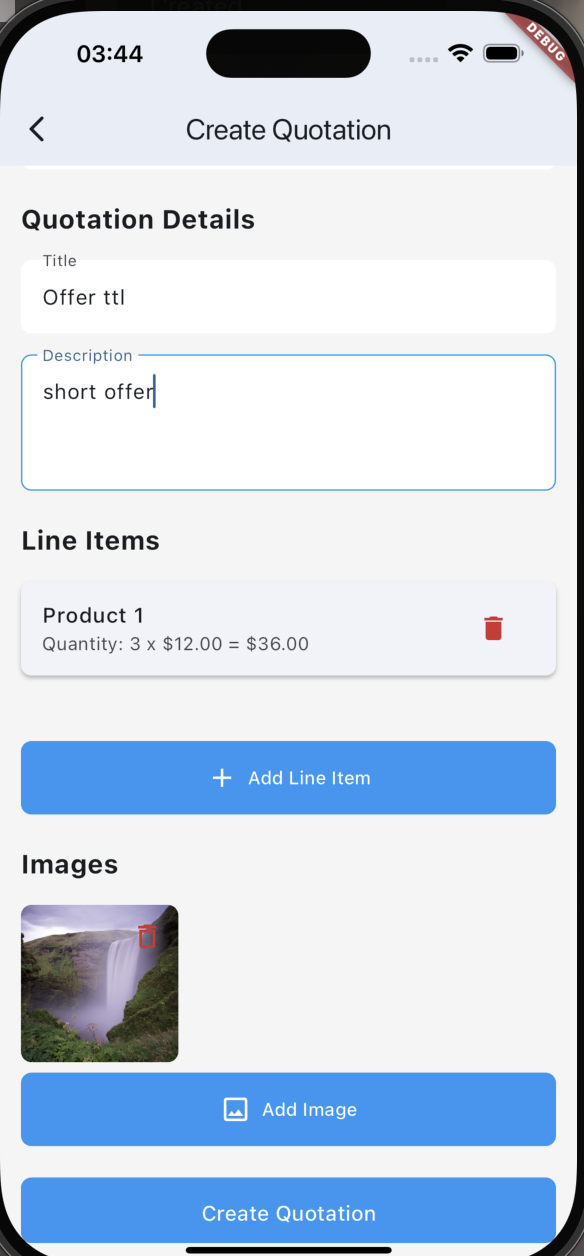 created
03:44
DEBUG
Create Quotation
Quotation Details
Title
Offer ttl
Description
short offer
Line Items
Product 1
Quantity: 3 x $12.00 = $36.00
Add Line Item
Images
Add Image
Create Quotation